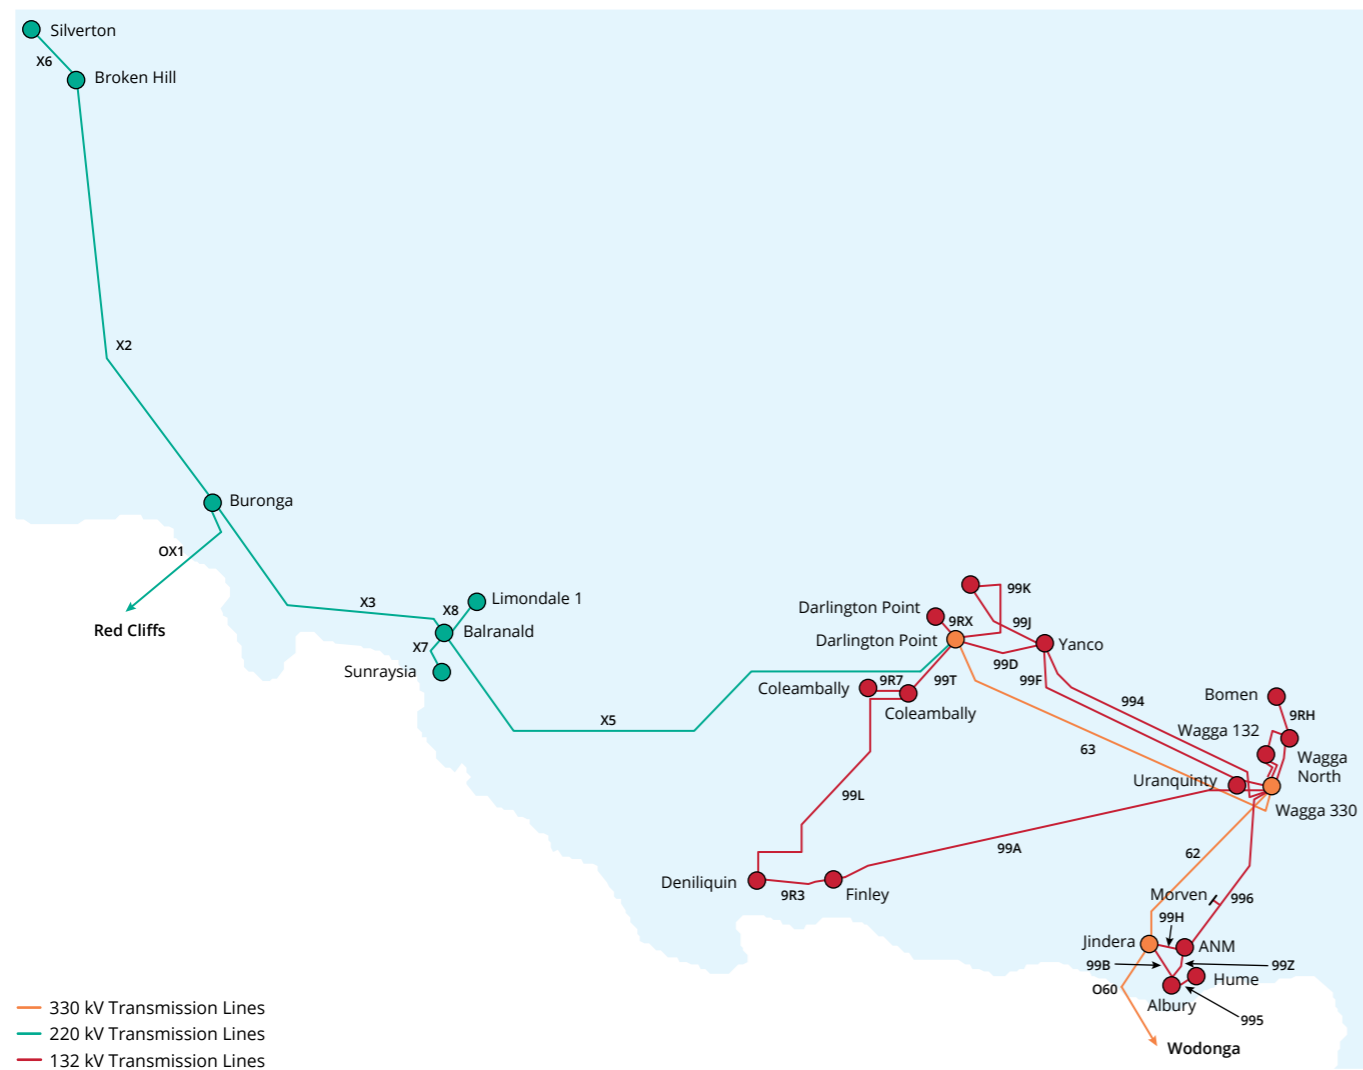 Silverton
X6
Broken Hill
X2
Buronga
OX1
Red Cliffs
X3
X8
Limondale 1
Balranald
X7
Sunraysia
X5
99K
Darlington Point
9RX
99J
Darlington Point
Yanco
99D
99F
99T
9R7
Coleambally
Coleambally
994
63
Bomen
9RH
Wagga 132
Wagga
North
Uranquinty
Wagga 330
99L
99A
62
Deniliquin
9R3
Finley
Morven
996
99H
Jindera
ANM
99B
99Z
Hume
O60
Albury
995
Wodonga
330 kV Transmission Lines
220 kV Transmission Lines
132 kV Transmission Lines